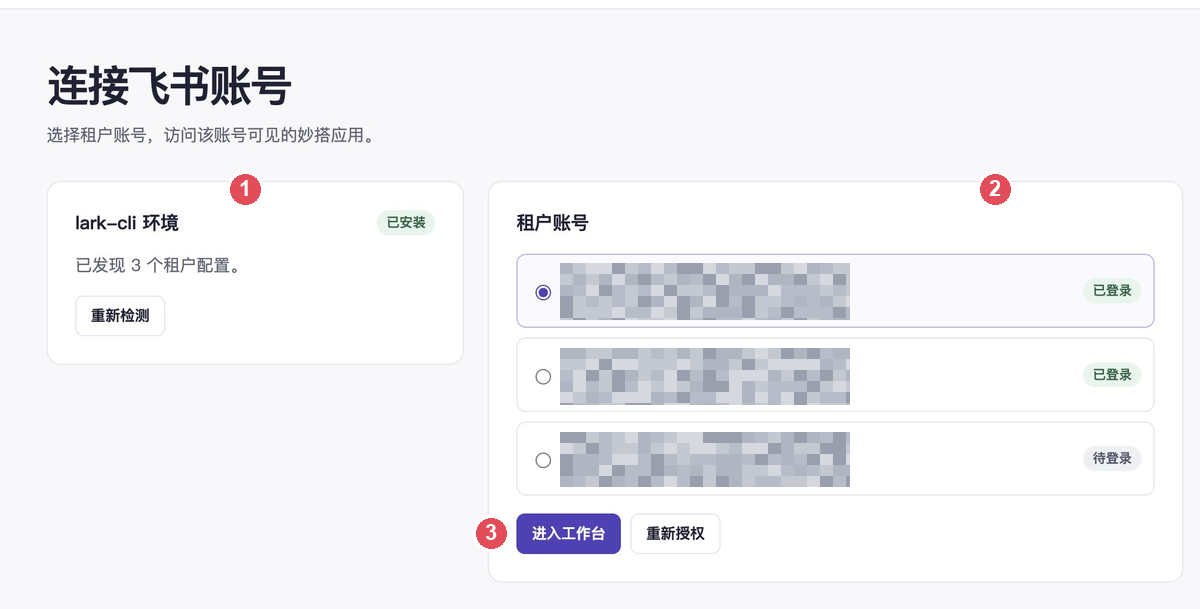 连接飞书账号
选择租户账号，访问该账号可见的妙搭应用。
1
lark-cli 环境
已安装
已发现 3 个租户配置。
重新检测
2
租户账号
已登录
已登录
待登录
3
进入工作台
重新授权